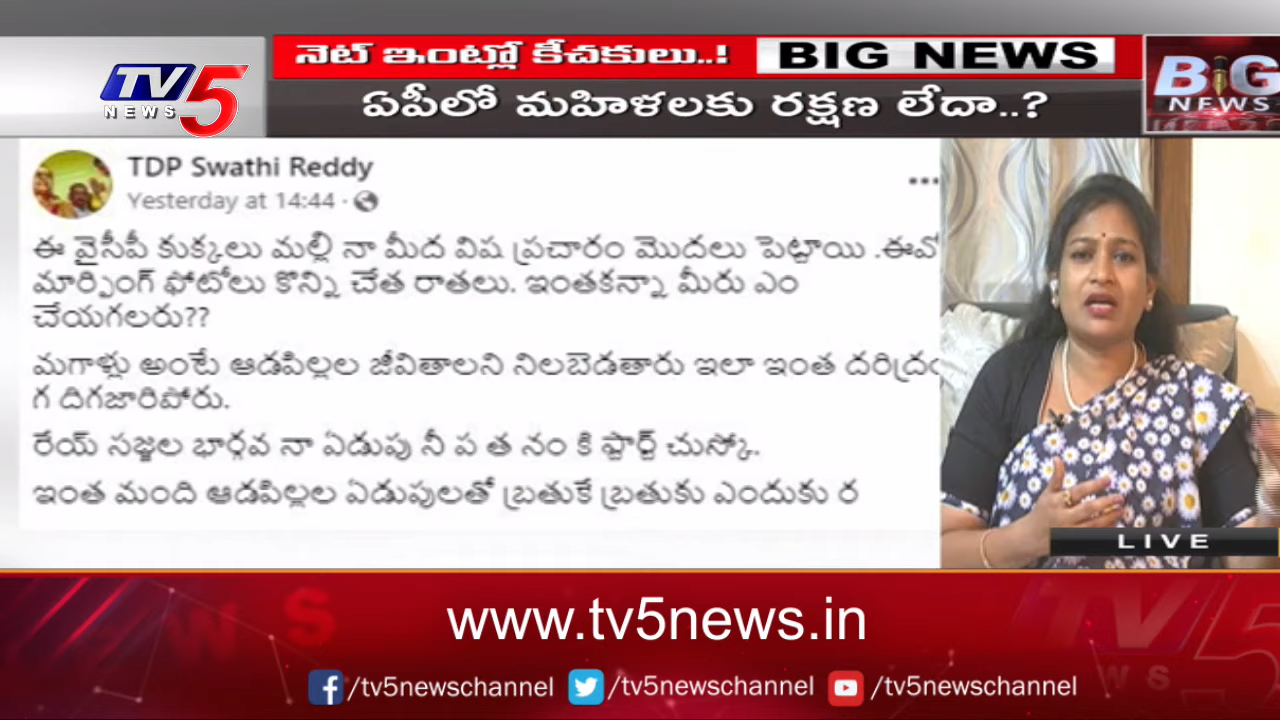 TV5
NEWS
నెట్ ఇంట్లో కీచకులు..!
BIG NEWS
ఏపీలో మహిళలకు రక్షణ లేదా..?
BIG
NEWS
TDP Swathi Reddy
Yesterday at 14:44
ఈ వైసీపీ కుక్కలు మల్లి నా మీద విష ప్రచారం మొదలు పెట్టాయి .ఈవో
మార్ఫింగ్ ఫోటోలు కొన్ని చేత రాతలు. ఇంతకన్నా మీరు ఎం
చేయగలరు??
మగాళ్లు అంటే ఆడపిల్లల జీవితాలని నిలబెడతారు ఇలా ఇంత
గ దిగజారిపోరు.
రేయ్ సజ్జల భార్గవ నా ఏడుపు నీ ప త నం కి స్టార్ట్ చుస్కో.
ఇంత మంది ఆడపిల్లల ఏడుపులతో బ్రతుకే బ్రతుకు ఎందుకు ర
LIVE
www.tv5news.in
/tv5newschannel /tv5newschannel /tv5newschannel